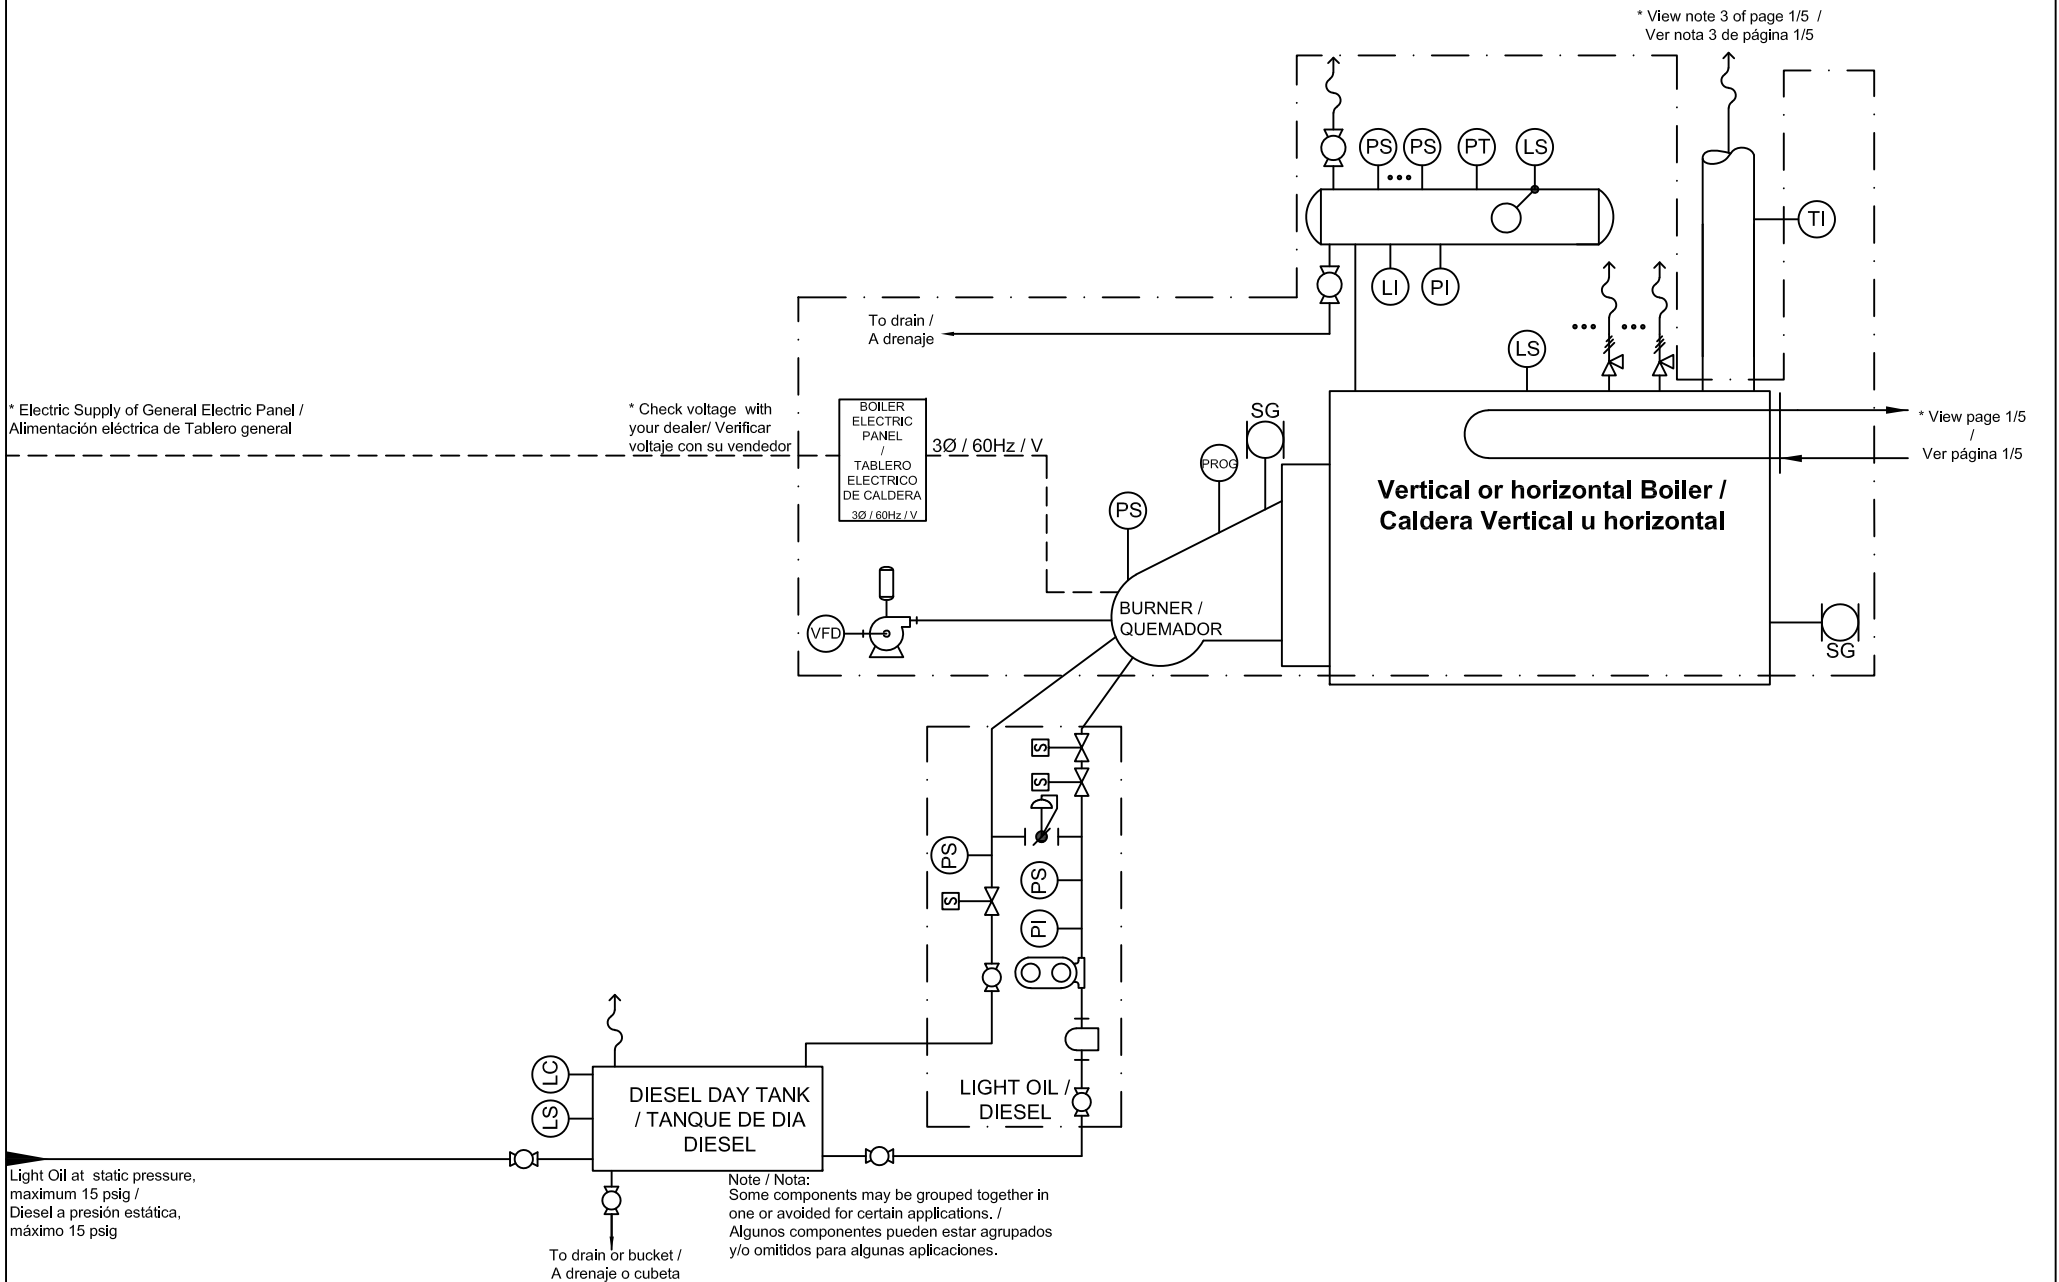 * View note 3 of page 1/5 /
Ver nota 3 de página 1/5
PS
PS
PT
LS
TI
LI
PI
To drain /
A drenaje
LS
* Electric Supply of General Electric Panel /
Alimentación eléctrica de Tablero general
* Check voltage with
your dealer/ Verificar
voltaje con su vendedor
BOILER
ELECTRIC
PANEL
/
TABLERO
ELECTRICO
DE CALDERA
3Ø / 60Hz / V
3Ø / 60Hz / V
SG
PROG
PS
* View page 1/5
/
Ver página 1/5
Vertical or horizontal Boiler /
Caldera Vertical u horizontal
BURNER /
QUEMADOR
VFD
SG
S
S
PS
PS
S
PI
LC
LS
DIESEL DAY TANK
/ TANQUE DE DIA
DIESEL
LIGHT OIL /
DIESEL
Light Oil at static pressure,
maximum 15 psig /
Diesel a presión estática,
máximo 15 psig
Note / Nota:
Some components may be grouped together in
one or avoided for certain applications. /
Algunos componentes pueden estar agrupados
y/o omitidos para algunas aplicaciones.
To drain or bucket /
A drenaje o cubeta